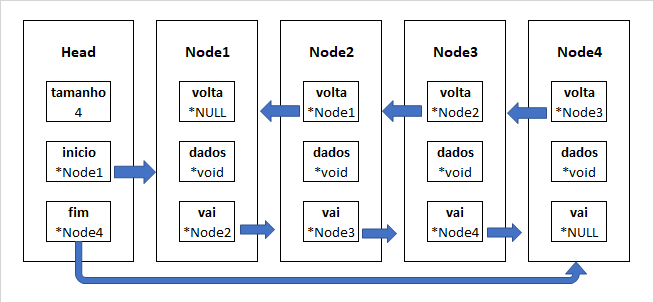 Head
tamanho
4
inicio
*Node1
fim
*Node4
Node1
volta
*NULL
dados
*void
vai
*Node2
Node2
volta
*Node1
dados
*void
vai
*Node3
Node3
volta
*Node2
dados
*void
vai
*Node4
Node4
volta
*Node3
dados
*void
vai
*NULL